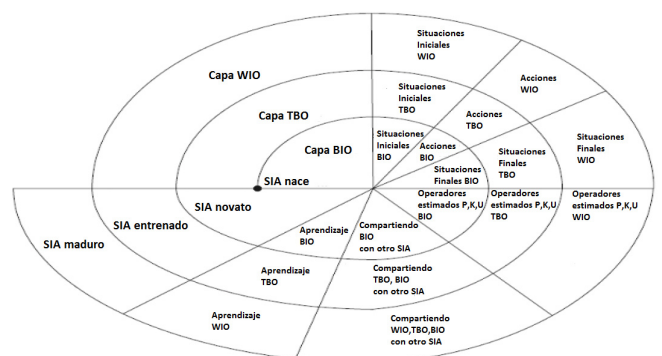 Situaciones
Iniciales
WIO
Capa WIO
Acciones
WIO
Situaciones
Iniciales
TBO
Capa TBO
Acciones
TBO
Situaciones
Finales
WIO
Situaciones
Iniciales
BIO
Acciones
BIO
Capa BIO
Situaciones
Finales
TBO
Situaciones
Finales BIO
SIA nace
Operadores
estimados P,K,U
BIO
Operadores
estimados P,K,U
TBO
Operadores
estimados P,K,U
WIO
SIA novato
SIA entrenado
SIA maduro
Aprendizaje
BIO
Compartiendo
BIO
con otro SIA
Aprendizaje
TBO
Compartiendo
TBO, BIO
con otro SIA
Aprendizaje
WIO
Compartiendo
WIO,TBO,BIO
con otro SIA